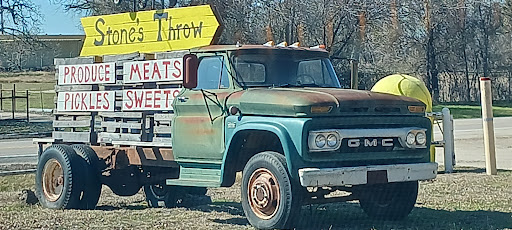 Stone's Throw
PRODUCE MEATS
PICKLES SWEETS
GMC